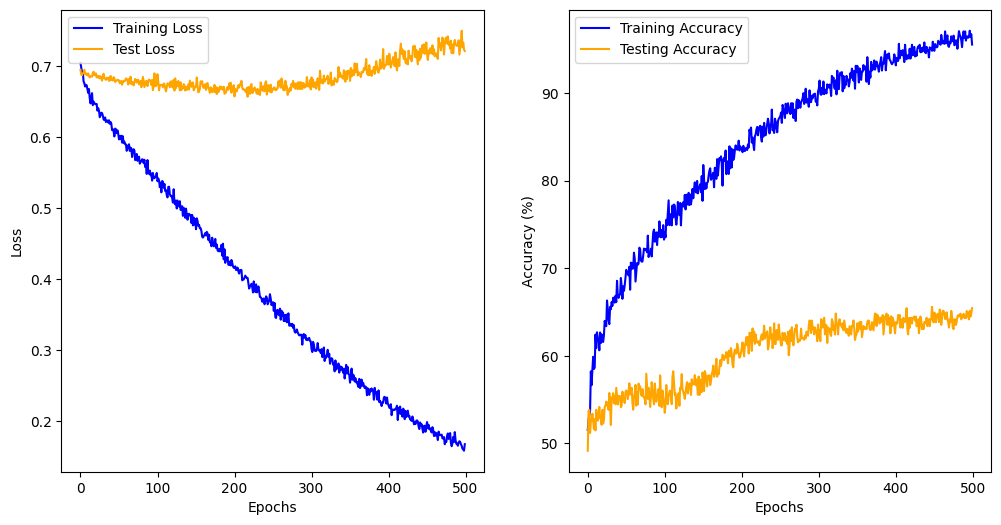 Training Loss
Test Loss
0.7
0.6
0.5
0.4
0.3
0.2
Loss
0 100 200 300 400 500
Epochs
Training Accuracy
Testing Accuracy
90
80
70
60
50
Accuracy (%)
0 100 200 300 400 500
Epochs